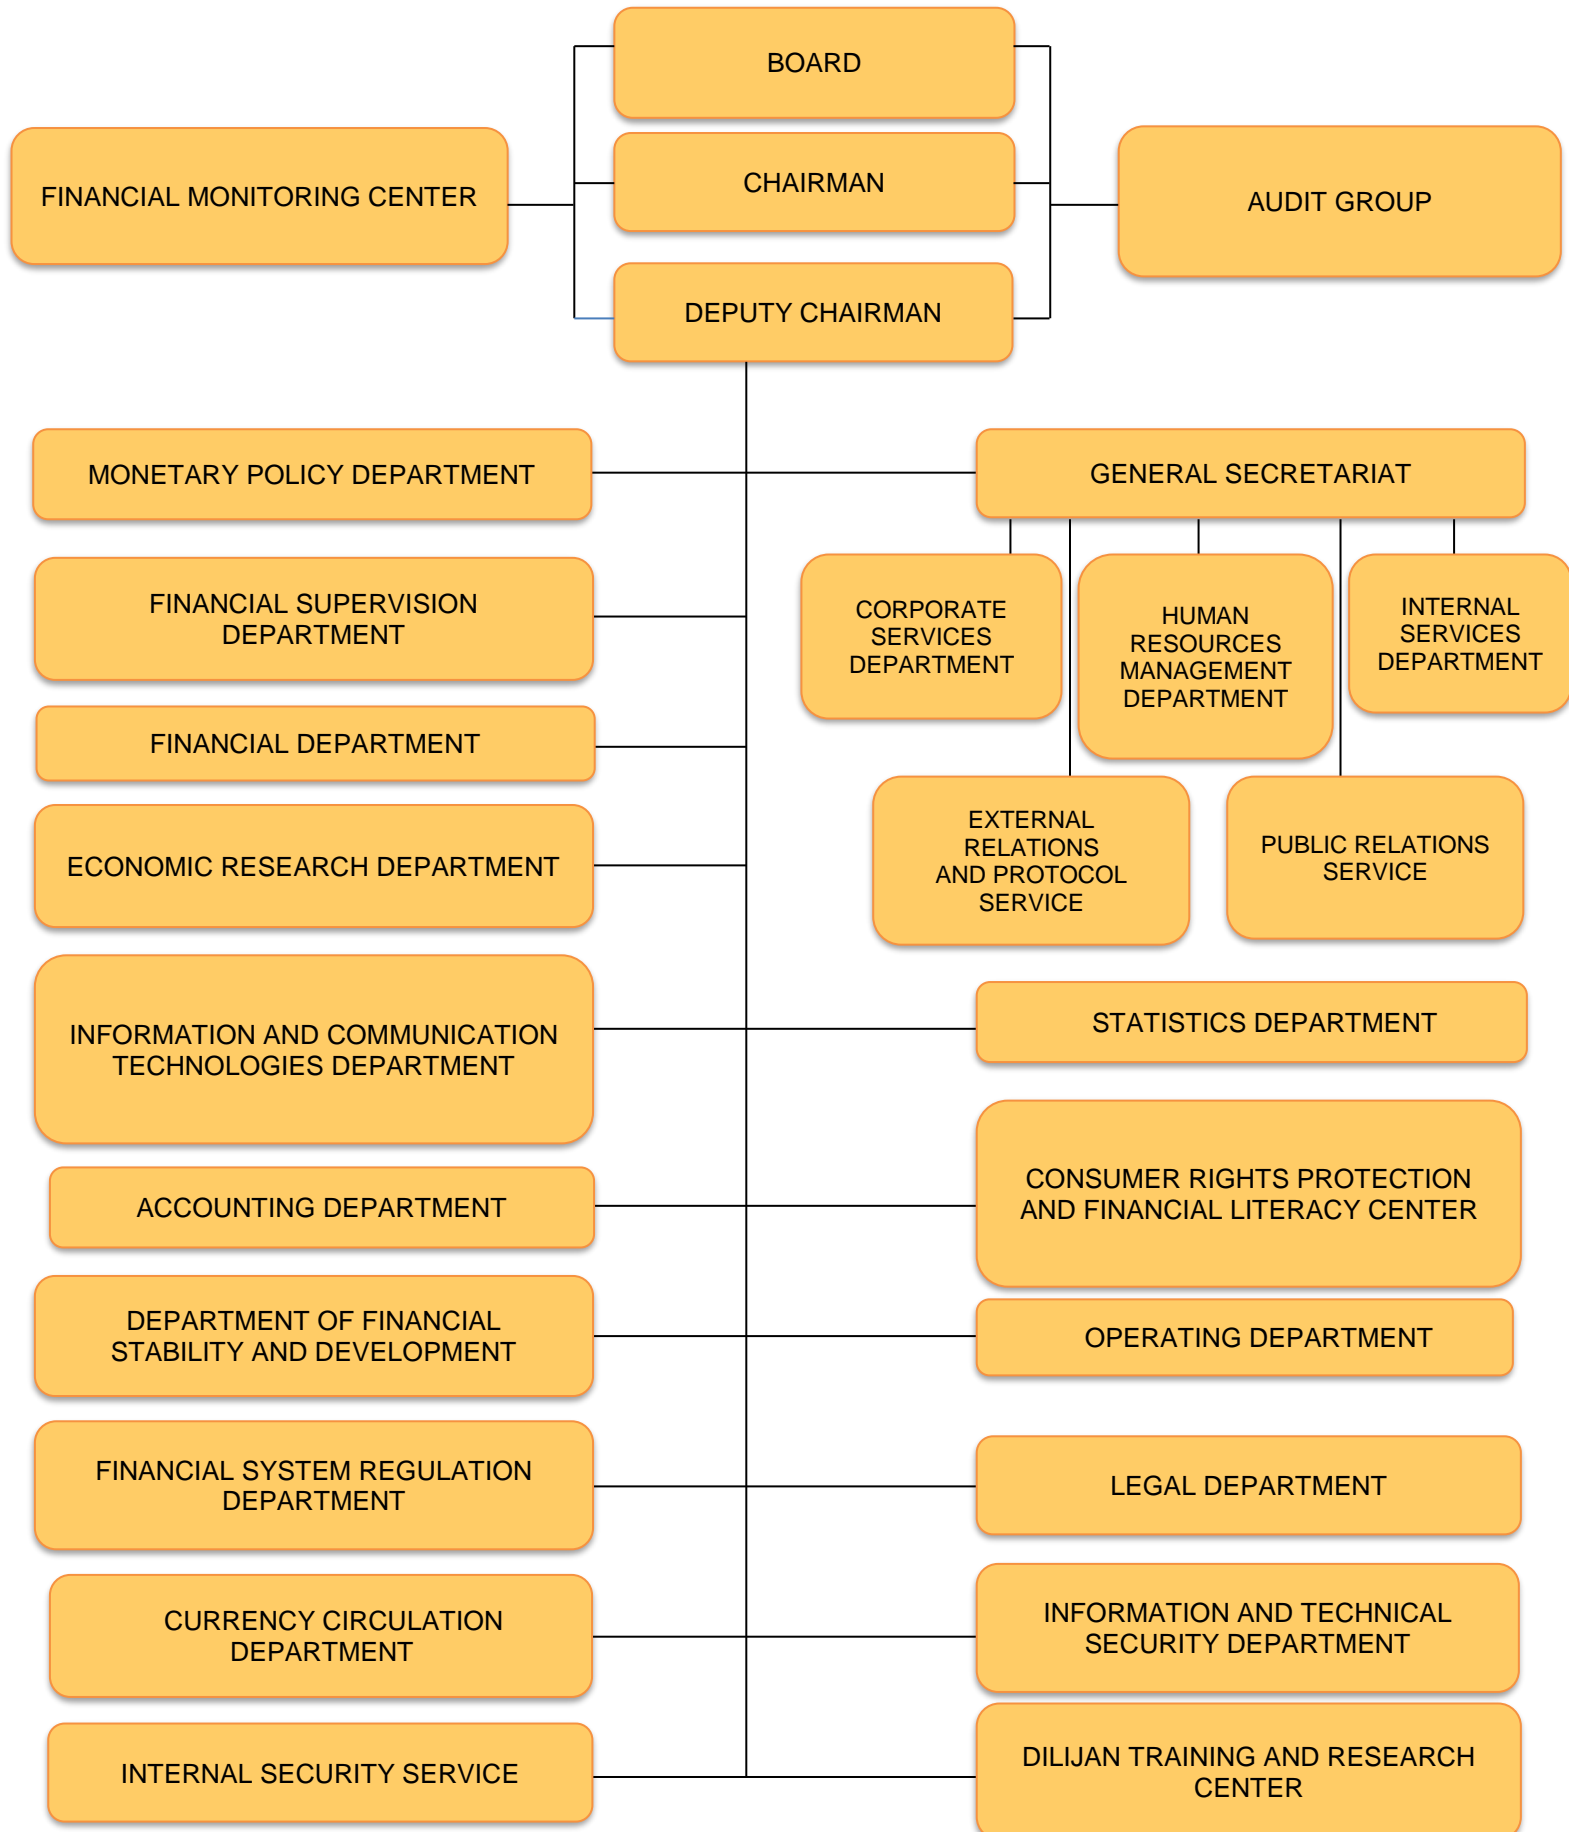 BOARD
FINANCIAL MONITORING CENTER
CHAIRMAN
AUDIT GROUP
DEPUTY CHAIRMAN
MONETARY POLICY DEPARTMENT
GENERAL SECRETARIAT
FINANCIAL SUPERVISION
DEPARTMENT
CORPORATE
SERVICES
DEPARTMENT
HUMAN
RESOURCES
MANAGEMENT
DEPARTMENT
INTERNAL
SERVICES
DEPARTMENT
FINANCIAL DEPARTMENT
ECONOMIC RESEARCH DEPARTMENT
EXTERNAL
RELATIONS
AND PROTOCOL
SERVICE
PUBLIC RELATIONS
SERVICE
INFORMATION AND COMMUNICATION
TECHNOLOGIES DEPARTMENT
STATISTICS DEPARTMENT
ACCOUNTING DEPARTMENT
CONSUMER RIGHTS PROTECTION
AND FINANCIAL LITERACY CENTER
DEPARTMENT OF FINANCIAL
STABILITY AND DEVELOPMENT
OPERATING DEPARTMENT
FINANCIAL SYSTEM REGULATION
DEPARTMENT
LEGAL DEPARTMENT
CURRENCY CIRCULATION
DEPARTMENT
INFORMATION AND TECHNICAL
SECURITY DEPARTMENT
INTERNAL SECURITY SERVICE
DILIJAN TRAINING AND RESEARCH
CENTER